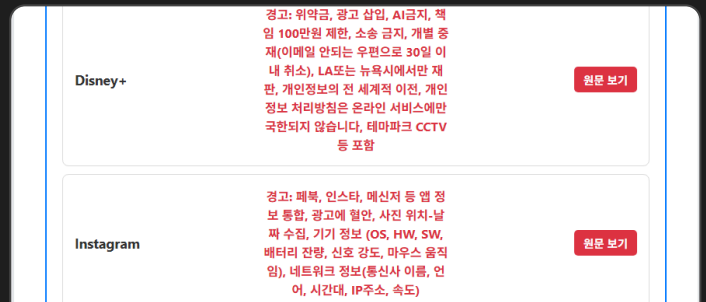 경고: 위약금, 광고 삽입, AI금지, 책
임 100만원 제한, 소송 금지, 개별 중
재(이메일 안되는 우편으로 30일 이
내 취소), LA또는 뉴욕시에서만 재
판, 개인정보의 전 세계적 이전, 개인
정보 처리방침은 온라인 서비스에만
국한되지 않습니다, 테마파크 CCTV
등 포함
Disney+
원문 보기
경고: 페북, 인스타, 메신저 등 앱 정
보 통합, 광고에 혈안, 사진 위치-날
짜 수집, 기기 정보 (OS, HW, SW,
배터리 잔량, 신호 강도, 마우스 움직
임), 네트워크 정보(통신사 이름, 언
어, 시간대, IP주소, 속도)
Instagram
원문 보기